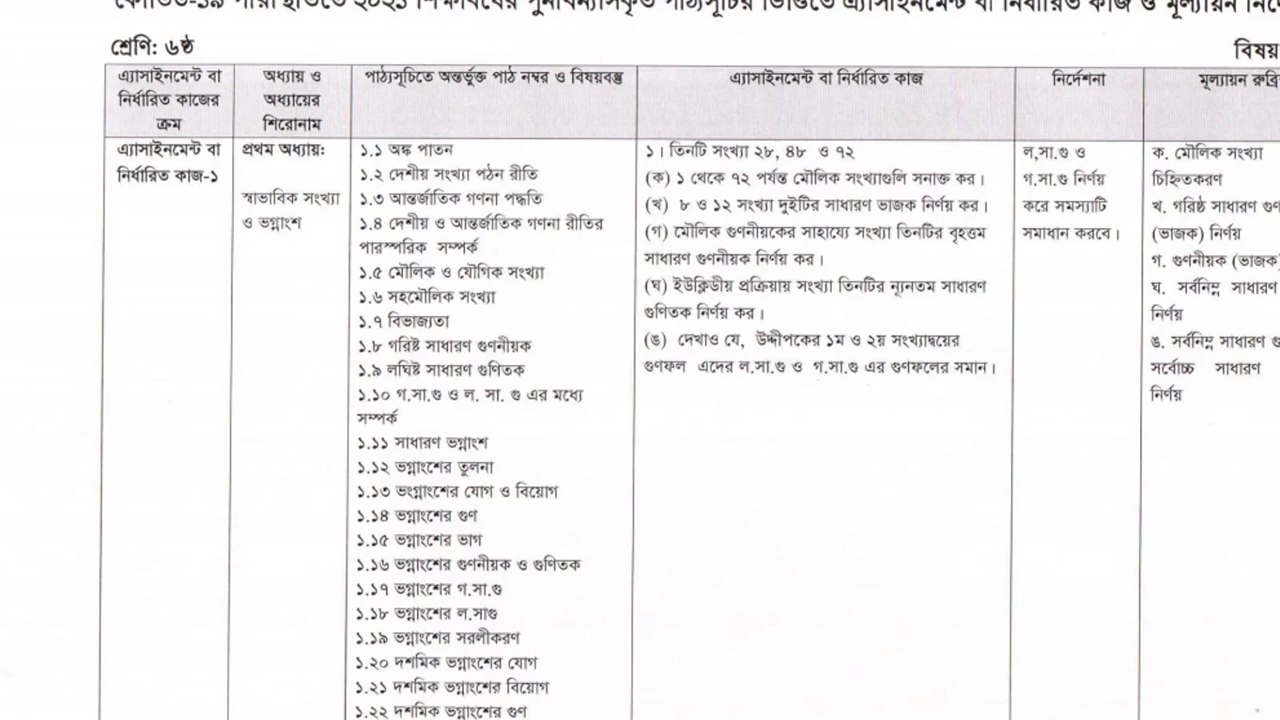 কোভিড-১৯ পরিস্থিতিতে ২০২১ শিক্ষাবর্ষের পুনর্বিন্যাসকৃত পাঠ্যসূচির ভিত্তিতে এ্যাসাইনমেন্ট বা নির্ধারিত কাজ ও মূল্যায়ন
শ্রেণি: ৬ষ্ঠ
বিষয়
এ্যাসাইনমেন্ট বা
নির্ধারিত কাজের
ক্রম
অধ্যায় ও
অধ্যায়ের
শিরোনাম
পাঠ্যসূচিতে অন্তর্ভুক্ত পাঠ নম্বর ও বিষয়বস্তু
এ্যাসাইনমেন্ট বা নির্ধারিত কাজ
নির্দেশনা
মূল্যায়ন
এ্যাসাইনমেন্ট বা
নির্ধারিত কাজ-১
প্রথম অধ্যায়:
স্বাভাবিক সংখ্যা
ও ভগ্নাংশ
১.১ অঙ্ক পাতন
১.২ দেশীয় সংখ্যা পঠন রীতি
১.৩ আন্তর্জাতিক গণনা পদ্ধতি
১.৪ দেশীয় ও আন্তর্জাতিক গণনা রীতির
পারস্পরিক সম্পর্ক
১.৫ মৌলিক ও যৌগিক সংখ্যা
১.৬ সহমৌলিক সংখ্যা
১.৭ বিভাজ্যতা
১.৮ গরিষ্ট সাধারণ গুণনীয়ক
১.৯ লঘিষ্ট সাধারণ গুণিতক
১.১০ গ.সা.গু ও ল. সা. গু এর মধ্যে
সম্পর্ক
১.১১ সাধারণ ভগ্নাংশ
১.১২ ভগ্নাংশের তুলনা
১.১৩ ভংগ্নাংশের যোগ ও বিয়োগ
১.১৪ ভগ্নাংশের গুণ
১.১৫ ভগ্নাংশের ভাগ
১.১৬ ভগ্নাংশের গুণনীয়ক ও গুণিতক
১.১৭ ভগ্নাংশের গ.সা.গু
১.১৮ ভগ্নাংশের ল.সাগু
১.১৯ ভগ্নাংশের সরলীকরণ
১.২০ দশমিক ভগ্নাংশের যোগ
১.২১ দশমিক ভগ্নাংশের বিয়োগ
১.২২ দশমিক ভগ্নাংশের গুণ
১। তিনটি সংখ্যা ২৮, ৪৮ ও ৭২
(ক) ১ থেকে ৭২ পর্যন্ত মৌলিক সংখ্যাগুলি সনাক্ত কর।
(খ) ৮ ও ১২ সংখ্যা দুইটির সাধারণ ভাজক নির্ণয় কর।
(গ) মৌলিক গুণনীয়কের সাহায্যে সংখ্যা তিনটির বৃহত্তম
সাধারণ গুণনীয়ক নির্ণয় কর।
(ঘ) ইউক্লিডীয় প্রক্রিয়ায় সংখ্যা তিনটির ন্যূনতম সাধারণ
গুণিতক নির্ণয় কর।
(ঙ) দেখাও যে, উদ্দীপকের ১ম ও ২য় সংখ্যাদ্বয়ের
গুণফল এদের ল.সা.গু ও গ.সা.গু এর গুণফলের সমান।
ল,সা.গু ও
গ.সা.গু নির্ণয়
করে সমস্যাটি
সমাধান করবে।
ক. মৌলিক সংখ্যা
চিহ্নিতকরণ
খ. গরিষ্ঠ সাধারণ
(ভাজক) নির্ণয়
গ. গুণনীয়ক (ভাজক)
ঘ. সর্বনিম্ন সাধারণ
নির্ণয়
ঙ. সর্বনিম্ন সাধারণ
সর্বোচ্চ সাধারণ
নির্ণয়